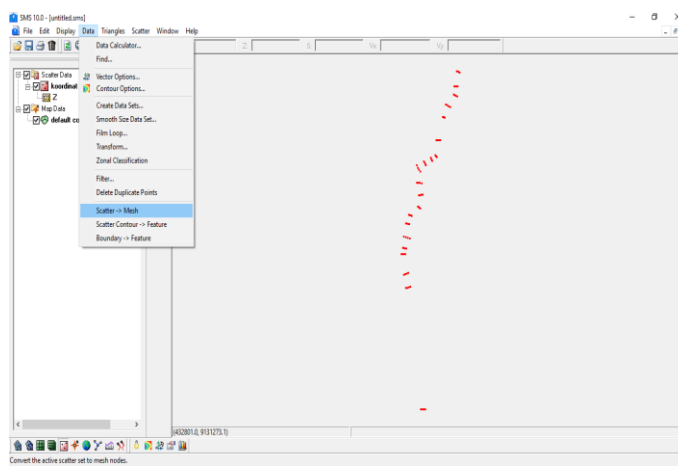 SMS 10.0 - [untitled.sms]
File Edit Display Data Triangles Scatter Window Help
Z: S: Vx: Vy:
Data Calculator...
Find...
Vector Options...
Contour Options...
Create Data Sets...
Smooth Size Data Set...
Film Loop...
Transform...
Zonal Classification
Filter...
Delete Duplicate Points
Scatter -> Mesh
Scatter Contour -> Feature
Boundary -> Feature
Scatter Data
koordinat
Z
Map Data
default co
(432801.0, 9131273.1)
Convert the active scatter set to mesh nodes.